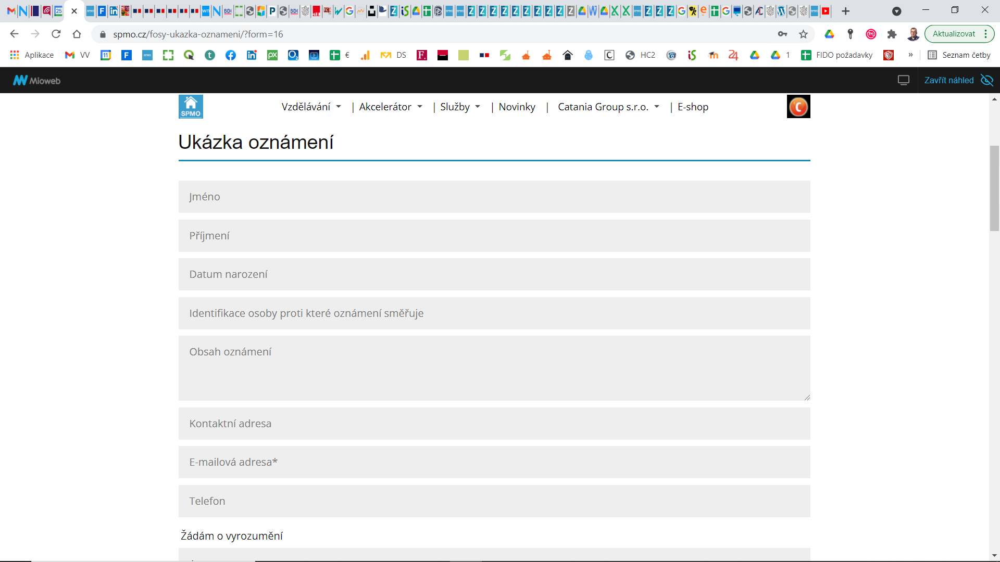 spmo.cz/fosy-ukazka-oznameni/?form=16
Aktualizovat
Aplikace
VV
€
DS
HC2
1
FIDO požadavky
»
Seznam četby
Mioweb
Zavřít náhled
SPMO
Vzdělávání | Akcelerátor | Služby | Novinky | Catania Group s.r.o. | E-shop
Ukázka oznámení
Jméno
Příjmení
Datum narození
Identifikace osoby proti které oznámení směřuje
Obsah oznámení
Kontaktní adresa
E-mailová adresa*
Telefon
Žádám o vyrozumění